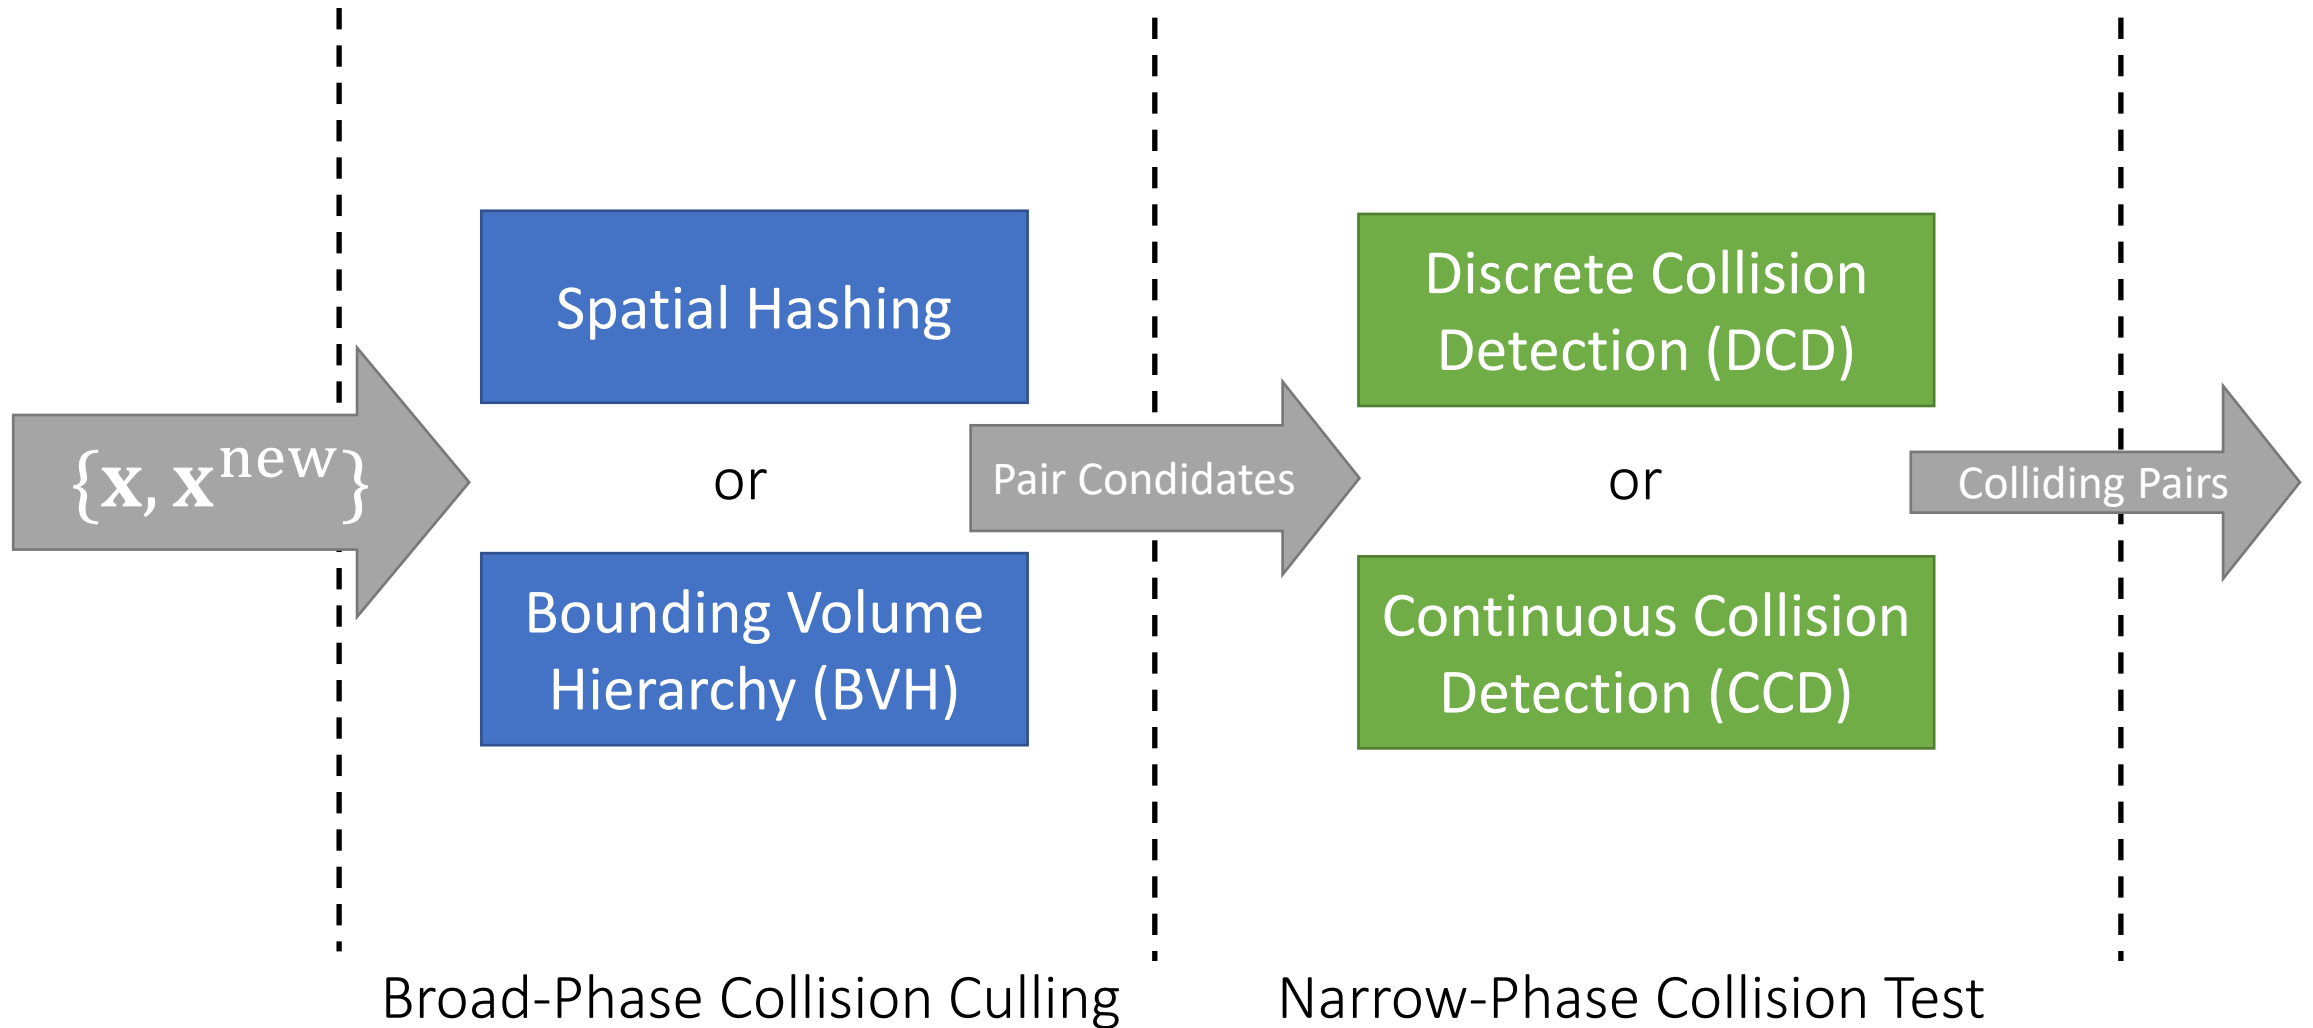 {x, x^new}
Spatial Hashing
or
Bounding Volume
Hierarchy (BVH)
Pair Candidates
Discrete Collision
Detection (DCD)
or
Continuous Collision
Detection (CCD)
Colliding Pairs
Broad-Phase Collision Culling
Narrow-Phase Collision Test